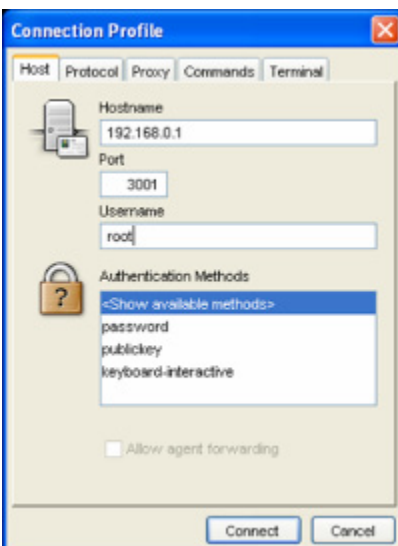 Connection Profile
Host Protocol Proxy Commands Terminal
Hostname
192.168.0.1
Port
3001
Username
root
Authentication Methods
<Show available methods>
password
publickey
keyboard-interactive
Allow agent forwarding
Connect Cancel